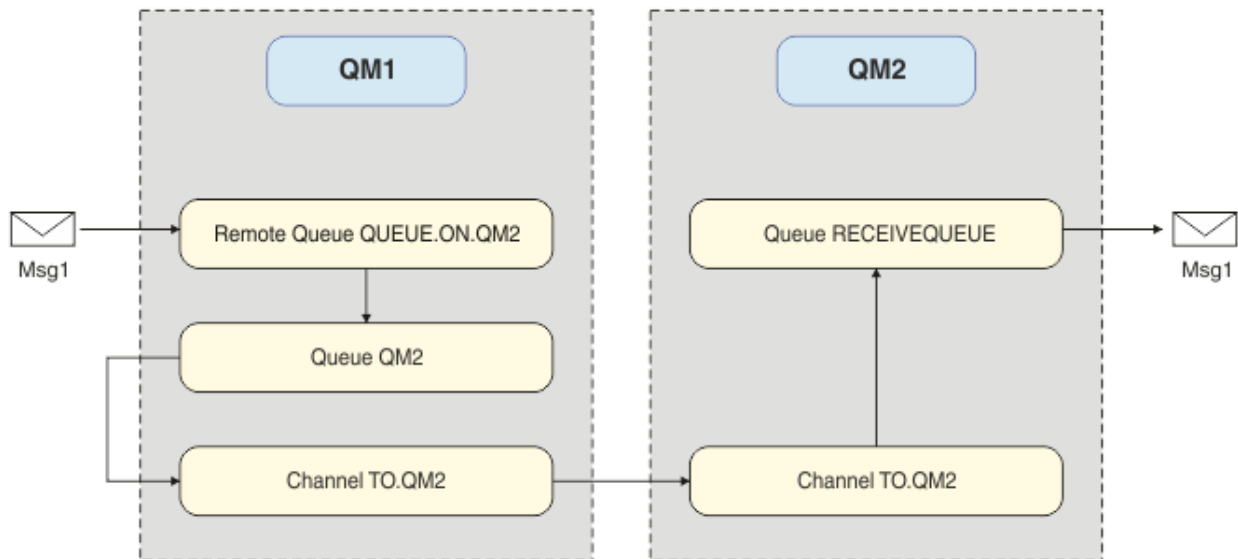 QM1
QM2
Msg1
Remote Queue QUEUE.ON.QM2
Queue RECEIVEQUEUE
Msg1
Queue QM2
Channel TO.QM2
Channel TO.QM2